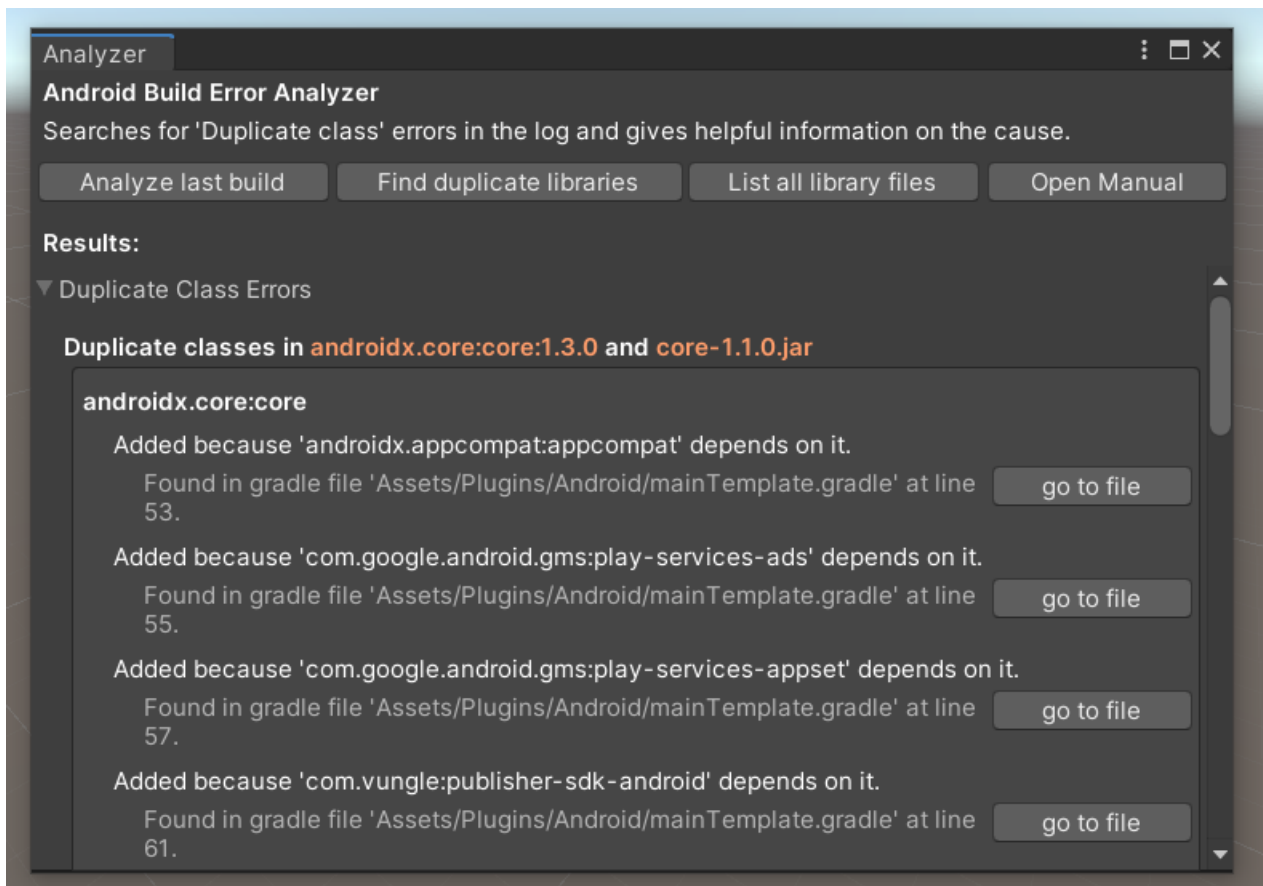 Analyzer
Android Build Error Analyzer
Searches for 'Duplicate class' errors in the log and gives helpful information on the cause.
Analyze last build
Find duplicate libraries
List all library files
Open Manual
Results:
Duplicate Class Errors
Duplicate classes in androidx.core:core:1.3.0 and core-1.1.0.jar
androidx.core:core
Added because 'androidx.appcompat:appcompat' depends on it.
Found in gradle file 'Assets/Plugins/Android/mainTemplate.gradle' at line
53.
go to file
Added because 'com.google.android.gms:play-services-ads' depends on it.
Found in gradle file 'Assets/Plugins/Android/mainTemplate.gradle' at line
55.
go to file
Added because 'com.google.android.gms:play-services-appset' depends on it.
Found in gradle file 'Assets/Plugins/Android/mainTemplate.gradle' at line
57.
go to file
Added because 'com.vungle:publisher-sdk-android' depends on it.
Found in gradle file 'Assets/Plugins/Android/mainTemplate.gradle' at line
61.
go to file